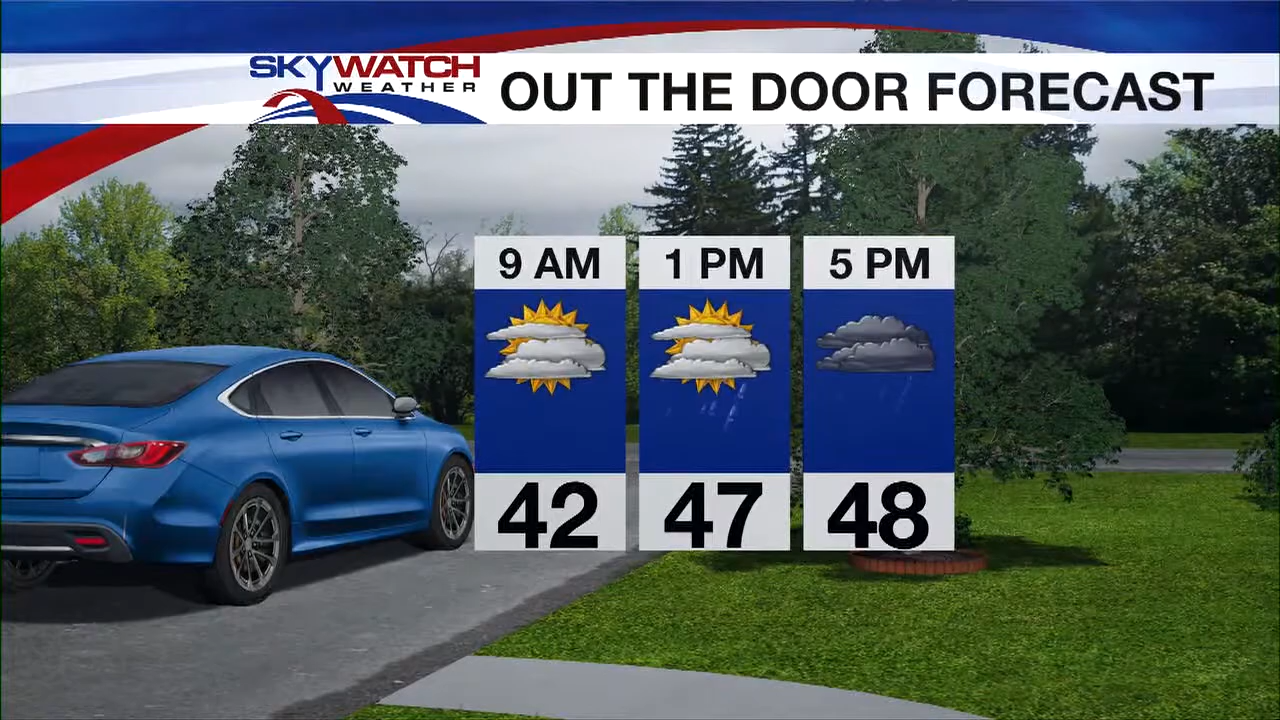 SKYWATCH
WEATHER
OUT THE DOOR FORECAST
9 AM
1 PM
5 PM
42
47
48